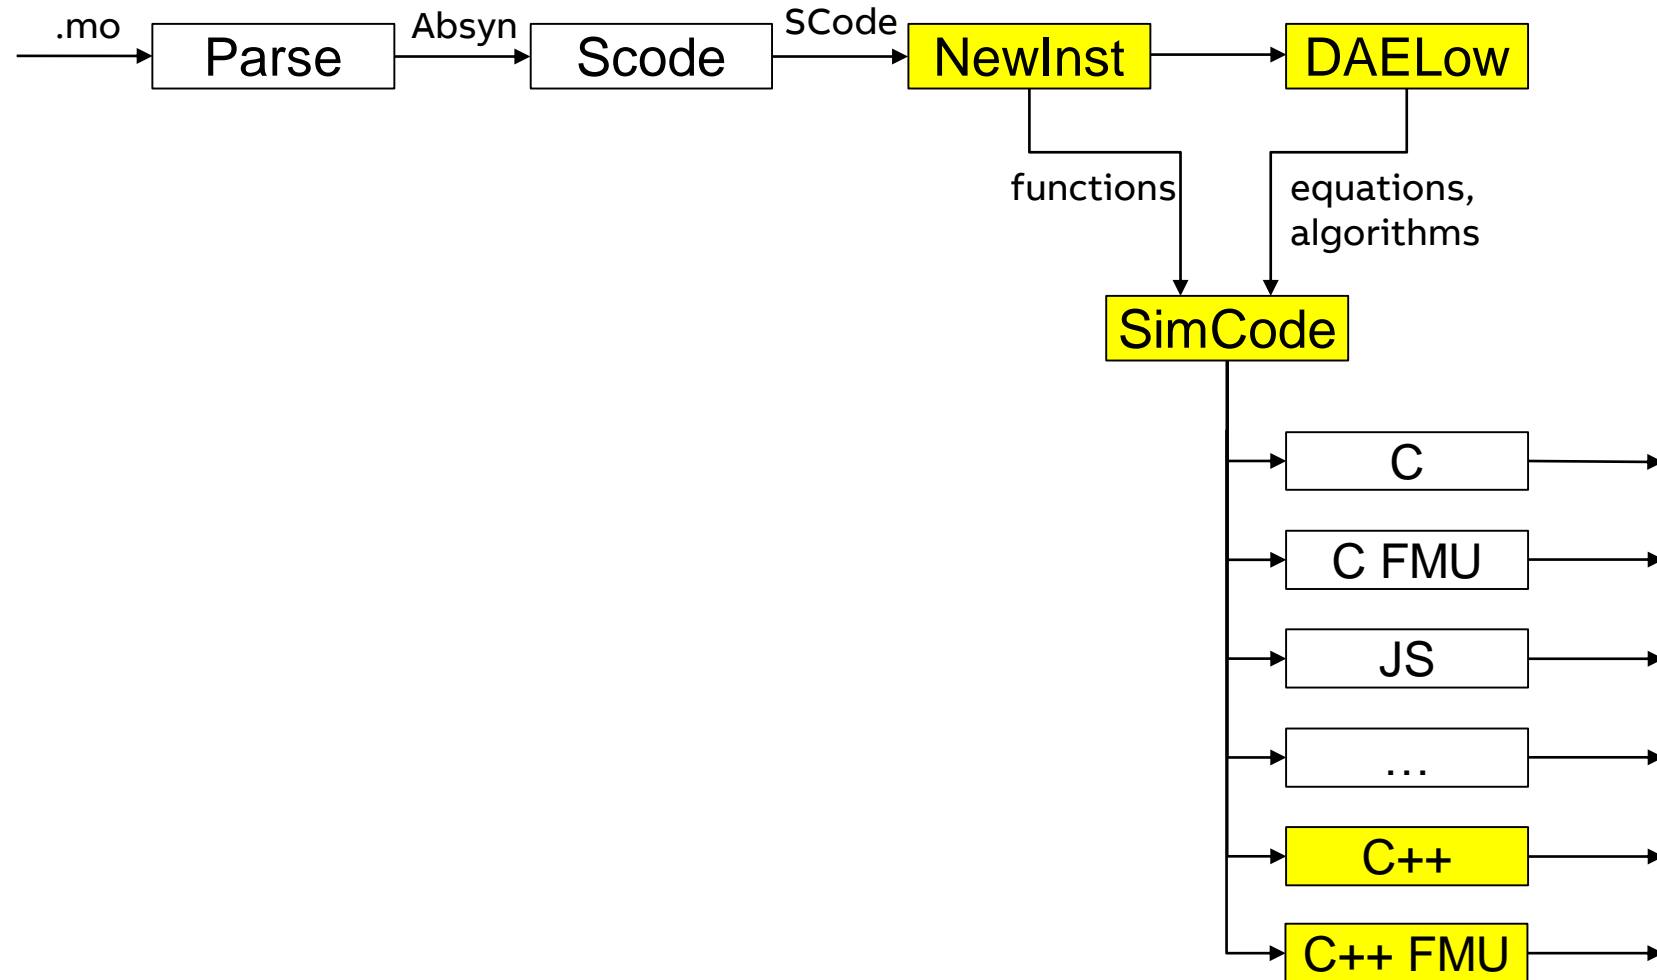 .mo
Parse
Absyn
Scode
SCode
NewInst
DAELow
functions
equations,
algorithms
SimCode
C
C FMU
JS
...
C++
C++ FMU